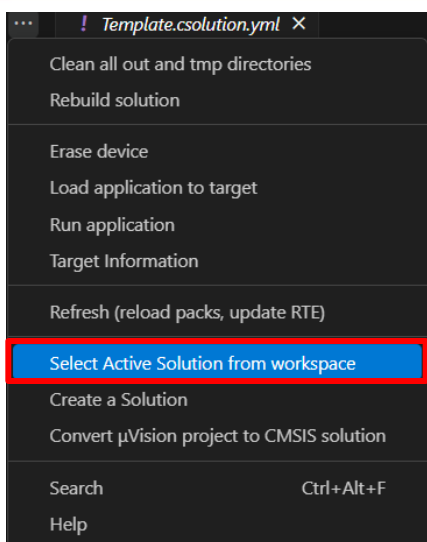 ... ! Template.csolution.yml ×
Clean all out and tmp directories
Rebuild solution
Erase device
Load application to target
Run application
Target Information
Refresh (reload packs, update RTE)
Select Active Solution from workspace
Create a Solution
Convert µVision project to CMSIS solution
Search Ctrl+Alt+F
Help